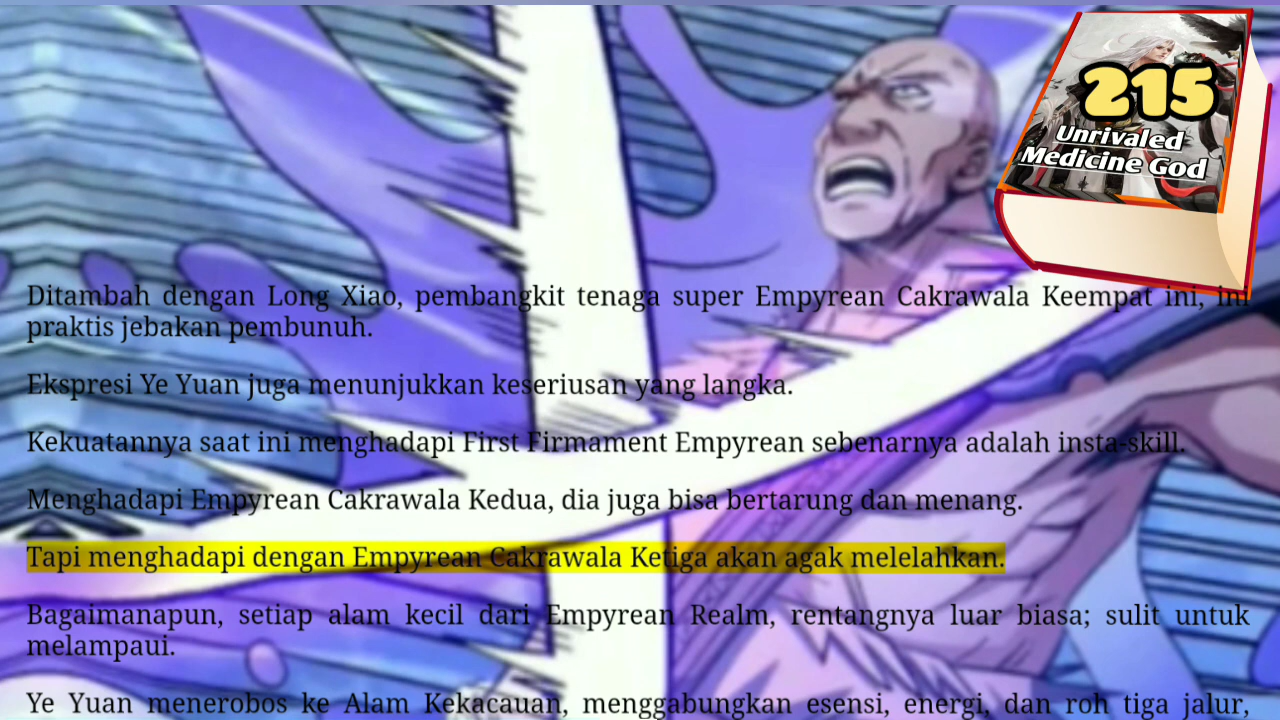 215
Unrivaled
Medicine God
Ditambah dengan Long Xiao, pembangkit tenaga super Empyrean Cakrawala Keempat ini, ini
praktis jebakan pembunuh.
Ekspresi Ye Yuan juga menunjukkan keseriusan yang langka.
Kekuatannya saat ini menghadapi First Firmament Empyrean sebenarnya adalah insta-skill.
Menghadapi Empyrean Cakrawala Kedua, dia juga bisa bertarung dan menang.
Tapi menghadapi dengan Empyrean Cakrawala Ketiga akan agak melelahkan.
Bagaimanapun, setiap alam kecil dari Empyrean Realm, rentangnya luar biasa; sulit untuk
melampaui.
Ye Yuan menerobos ke Alam Kekacauan, menggabungkan esensi, energi, dan roh tiga jalur,